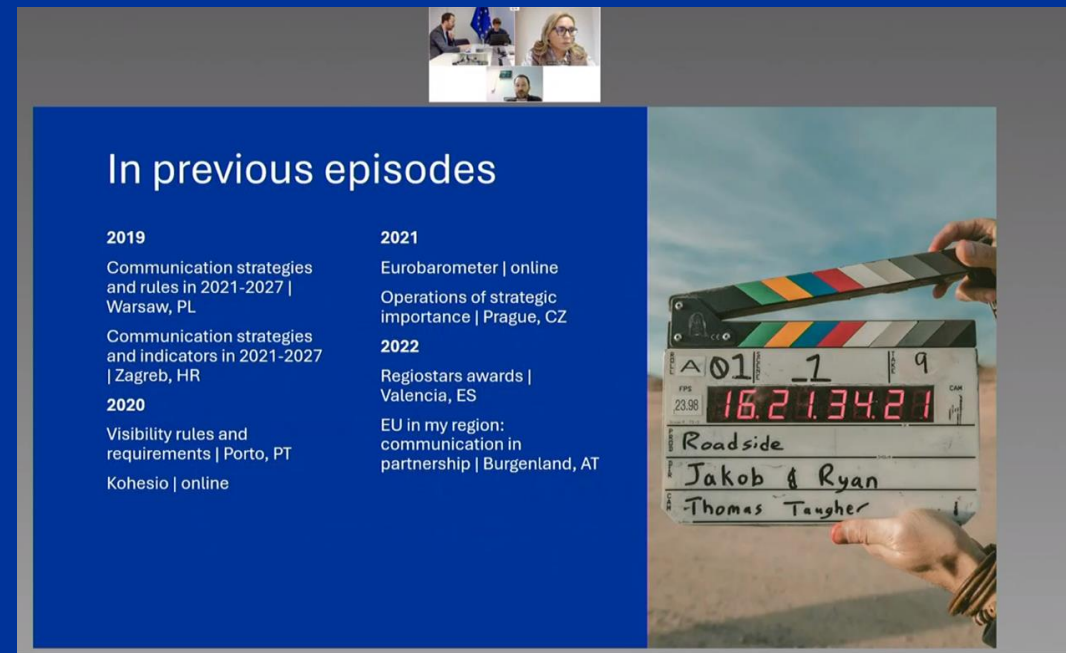 In previous episodes
2019
Communication strategies
and rules in 2021-2027 |
Warsaw, PL
Communication strategies
and indicators in 2021-2027
| Zagreb, HR
2020
Visibility rules and
requirements | Porto, PT
Kohesio | online
2021
Eurobarometer | online
Operations of strategic
importance | Prague, CZ
2022
Regiostars awards |
Valencia, ES
EU in my region:
communication in
partnership | Burgenland, AT
A 01 1 9
FPS
23.98
16.21.34.21
CAM
Roadside
Jakob & Ryan
Thomas Taugher